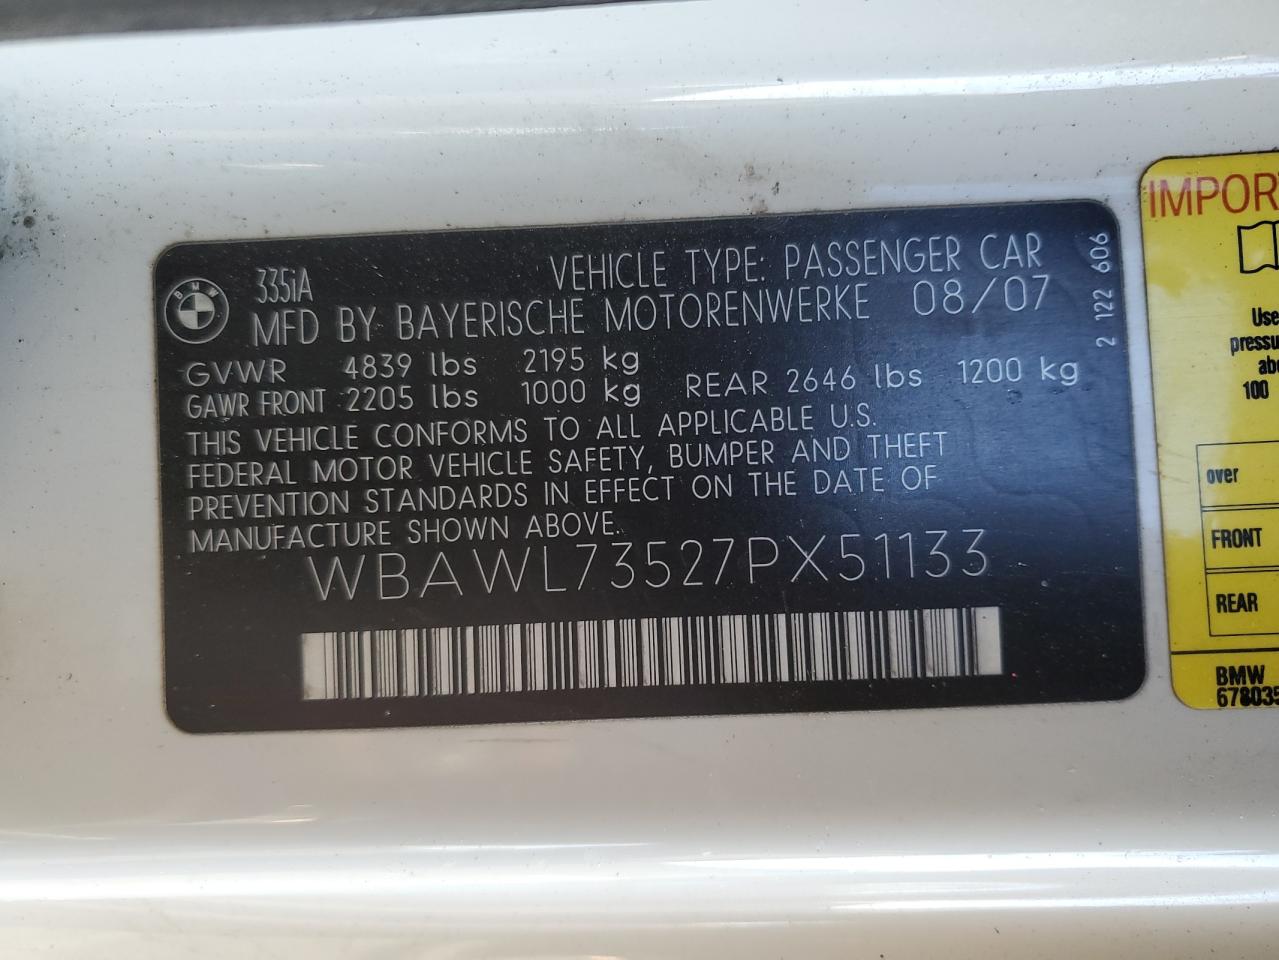 BMW
335iA
VEHICLE TYPE: PASSENGER CAR
MFD BY BAYERISCHE MOTORENWERKE 08/07
GVWR 4839 lbs 2195 kg
GAWR FRONT 2205 lbs 1000 kg REAR 2646 lbs 1200 kg
THIS VEHICLE CONFORMS TO ALL APPLICABLE U.S.
FEDERAL MOTOR VEHICLE SAFETY, BUMPER AND THEFT
PREVENTION STANDARDS IN EFFECT ON THE DATE OF
MANUFACTURE SHOWN ABOVE.
WBAWL73527PX51133
2 122 606
IMPORT
Use
pressu
abo
100
over
FRONT
REAR
BMW
678035